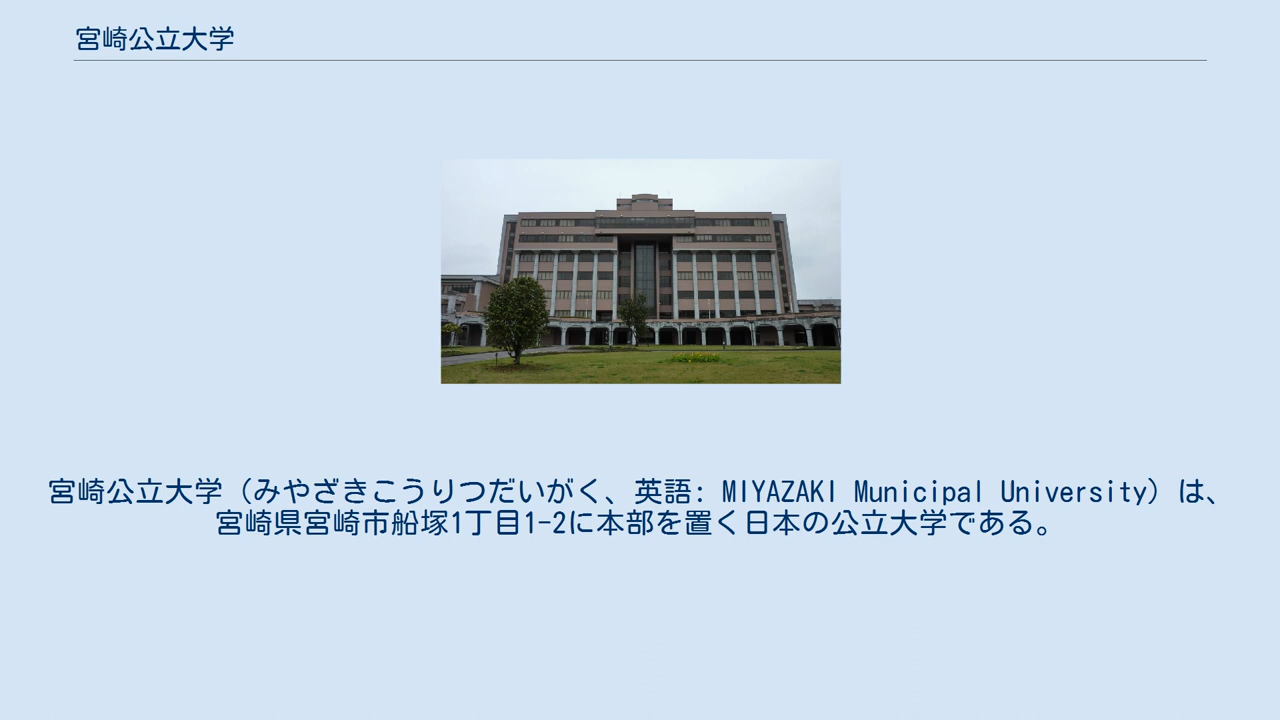 宮崎公立大学
宮崎公立大学（みやざきこうりつだいがく、英語: MIYAZAKI Municipal University）は、
宮崎県宮崎市船塚1丁目1-2に本部を置く日本の公立大学である。